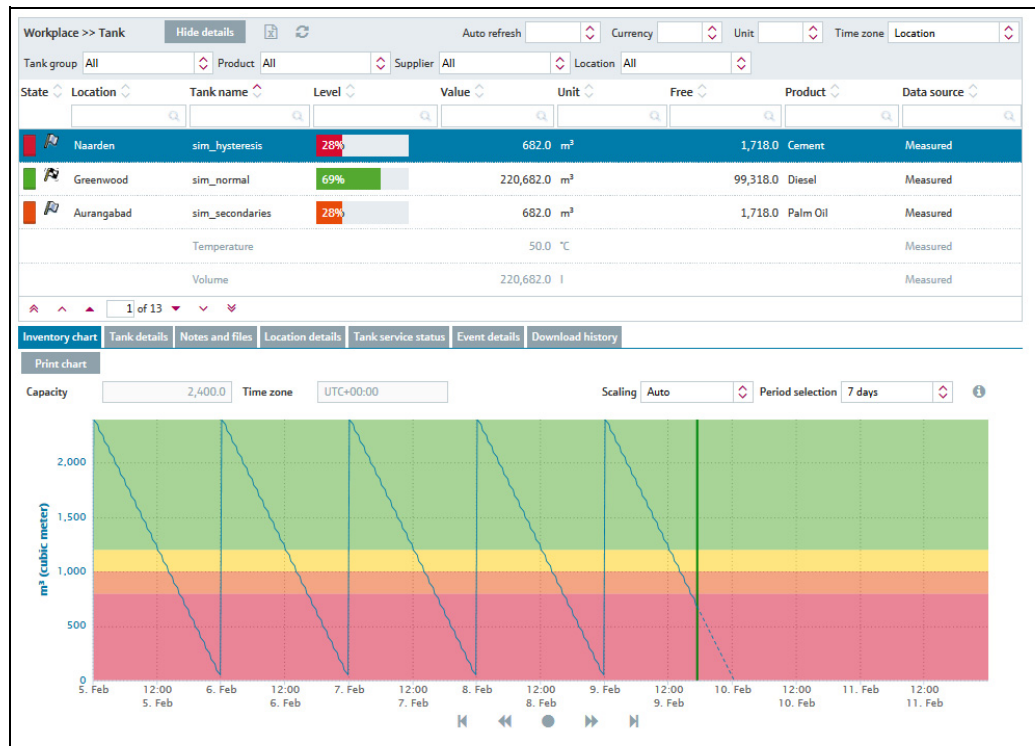 Workplace >> Tank Hide details Auto refresh Currency Unit Time zone Location
Tank group All Product All Supplier All Location All
State Location Tank name Level Value Unit Free Product Data source
Naarden sim_hysteresis 28% 682.0 m³ 1,718.0 Cement Measured
Greenwood sim_normal 69% 220,682.0 m³ 99,318.0 Diesel Measured
Aurangabad sim_secondaries 28% 682.0 m³ 1,718.0 Palm Oil Measured
Temperature 50.0 °C Measured
Volume 220,682.0 l Measured
1 of 13
Inventory chart Tank details Notes and files Location details Tank service status Event details Download history
Print chart
Capacity 2,400.0 Time zone UTC+00:00 Scaling Auto Period selection 7 days
m³ (cubic meter)
2,000
1,500
1,000
500
0
5. Feb 12:00 6. Feb 12:00 7. Feb 12:00 8. Feb 12:00 9. Feb 12:00 10. Feb 12:00 11. Feb 12:00
5. Feb 6. Feb 7. Feb 8. Feb 9. Feb 10. Feb 11. Feb